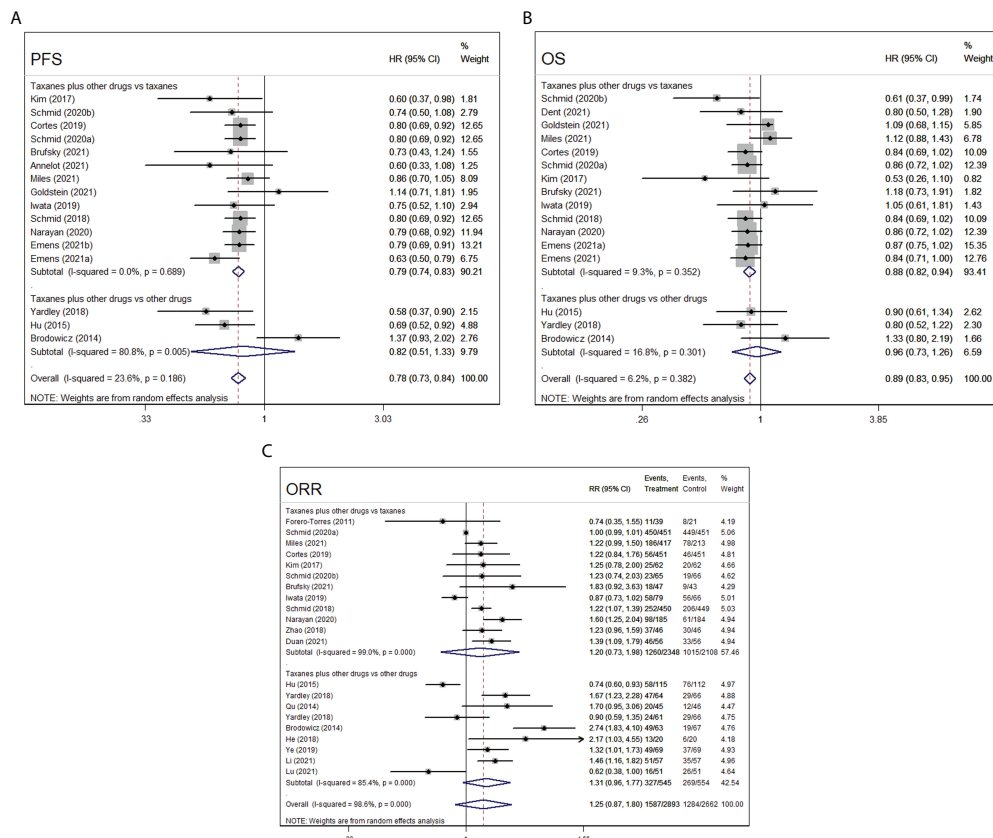 A
PFS HR (95% CI) % Weight
Taxanes plus other drugs vs taxanes
Kim (2017) 0.60 (0.37, 0.98) 1.81
Schmid (2020b) 0.74 (0.50, 1.08) 2.79
Cortes (2019) 0.80 (0.69, 0.92) 12.65
Schmid (2020a) 0.80 (0.69, 0.92) 12.65
Brufsky (2021) 0.73 (0.43, 1.24) 1.55
Annelot (2021) 0.60 (0.33, 1.08) 1.25
Miles (2021) 0.86 (0.70, 1.05) 8.09
Goldstein (2021) 1.14 (0.71, 1.81) 1.95
Iwata (2019) 0.75 (0.52, 1.10) 2.94
Schmid (2018) 0.80 (0.69, 0.92) 12.65
Narayan (2020) 0.79 (0.68, 0.92) 11.94
Emens (2021b) 0.79 (0.69, 0.91) 13.21
Emens (2021a) 0.63 (0.50, 0.79) 6.75
Subtotal (I-squared = 0.0%, p = 0.689) 0.79 (0.74, 0.83) 90.21
.
Taxanes plus other drugs vs other drugs
Yardley (2018) 0.58 (0.37, 0.90) 2.15
Hu (2015) 0.69 (0.52, 0.92) 4.88
Brodowicz (2014) 1.37 (0.93, 2.02) 2.76
Subtotal (I-squared = 80.8%, p = 0.005) 0.82 (0.51, 1.33) 9.79
.
Overall (I-squared = 23.6%, p = 0.186) 0.78 (0.73, 0.84) 100.00
NOTE: Weights are from random effects analysis
.33 1 3.03
B
OS HR (95% CI) % Weight
Taxanes plus other drugs vs taxanes
Schmid (2020b) 0.61 (0.37, 0.99) 1.74
Dent (2021) 0.80 (0.50, 1.28) 1.90
Goldstein (2021) 1.09 (0.68, 1.15) 5.85
Miles (2021) 1.12 (0.88, 1.43) 6.78
Cortes (2019) 0.84 (0.69, 1.02) 10.09
Schmid (2020a) 0.86 (0.72, 1.02) 12.39
Kim (2017) 0.53 (0.26, 1.10) 0.82
Brufsky (2021) 1.18 (0.73, 1.91) 1.82
Iwata (2019) 1.05 (0.61, 1.81) 1.43
Schmid (2018) 0.84 (0.69, 1.02) 10.09
Narayan (2020) 0.86 (0.72, 1.02) 12.39
Emens (2021a) 0.87 (0.75, 1.02) 15.35
Emens (2021) 0.84 (0.71, 1.00) 12.76
Subtotal (I-squared = 9.3%, p = 0.352) 0.88 (0.82, 0.94) 93.41
.
Taxanes plus other drugs vs other drugs
Hu (2015) 0.90 (0.61, 1.34) 2.62
Yardley (2018) 0.80 (0.52, 1.22) 2.30
Brodowicz (2014) 1.33 (0.80, 2.19) 1.66
Subtotal (I-squared = 16.8%, p = 0.301) 0.96 (0.73, 1.26) 6.59
.
Overall (I-squared = 6.2%, p = 0.382) 0.89 (0.83, 0.95) 100.00
NOTE: Weights are from random effects analysis
.26 1 3.85
C
ORR RR (95% CI) Events, Treatment Events, Control % Weight
Taxanes plus other drugs vs taxanes
Forero-Torres (2011) 0.74 (0.35, 1.55) 11/39 8/21 4.19
Schmid (2020a) 1.00 (0.99, 1.01) 450/451 449/451 5.06
Miles (2021) 1.22 (0.99, 1.50) 186/417 78/213 4.98
Cortes (2019) 1.22 (0.84, 1.76) 56/451 46/451 4.81
Kim (2017) 1.25 (0.78, 2.00) 25/62 20/62 4.66
Schmid (2020b) 1.23 (0.74, 2.03) 23/65 19/66 4.62
Brufsky (2021) 1.83 (0.92, 3.63) 18/47 9/43 4.29
Iwata (2019) 0.87 (0.73, 1.02) 58/79 56/66 5.01
Schmid (2018) 1.22 (1.07, 1.39) 252/450 206/449 5.03
Narayan (2020) 1.60 (1.25, 2.04) 98/185 61/184 4.94
Zhao (2018) 1.23 (0.96, 1.59) 37/46 30/46 4.94
Duan (2021) 1.39 (1.09, 1.79) 46/56 33/56 4.94
Subtotal (I-squared = 99.0%, p = 0.000) 1.20 (0.73, 1.98) 1260/2348 1015/2108 57.46
.
Taxanes plus other drugs vs other drugs
Hu (2015) 0.74 (0.60, 0.93) 58/115 76/112 4.97
Yardley (2018) 1.67 (1.23, 2.28) 47/64 29/66 4.88
Qu (2014) 1.70 (0.95, 3.06) 20/45 12/46 4.47
Yardley (2018) 0.90 (0.59, 1.35) 24/61 29/66 4.75
Brodowicz (2014) 2.74 (1.83, 4.10) 49/63 19/67 4.76
He (2018) 2.17 (1.03, 4.55) 13/20 6/20 4.18
Ye (2019) 1.32 (1.01, 1.73) 49/69 37/69 4.93
Li (2021) 1.46 (1.16, 1.82) 51/57 35/57 4.96
Lu (2021) 0.62 (0.38, 1.00) 16/51 26/51 4.64
Subtotal (I-squared = 85.4%, p = 0.000) 1.31 (0.96, 1.77) 327/545 269/554 42.54
.
Overall (I-squared = 98.6%, p = 0.000) 1.25 (0.87, 1.80) 1587/2893 1284/2662 100.00
NOTE: Weights are from random effects analysis